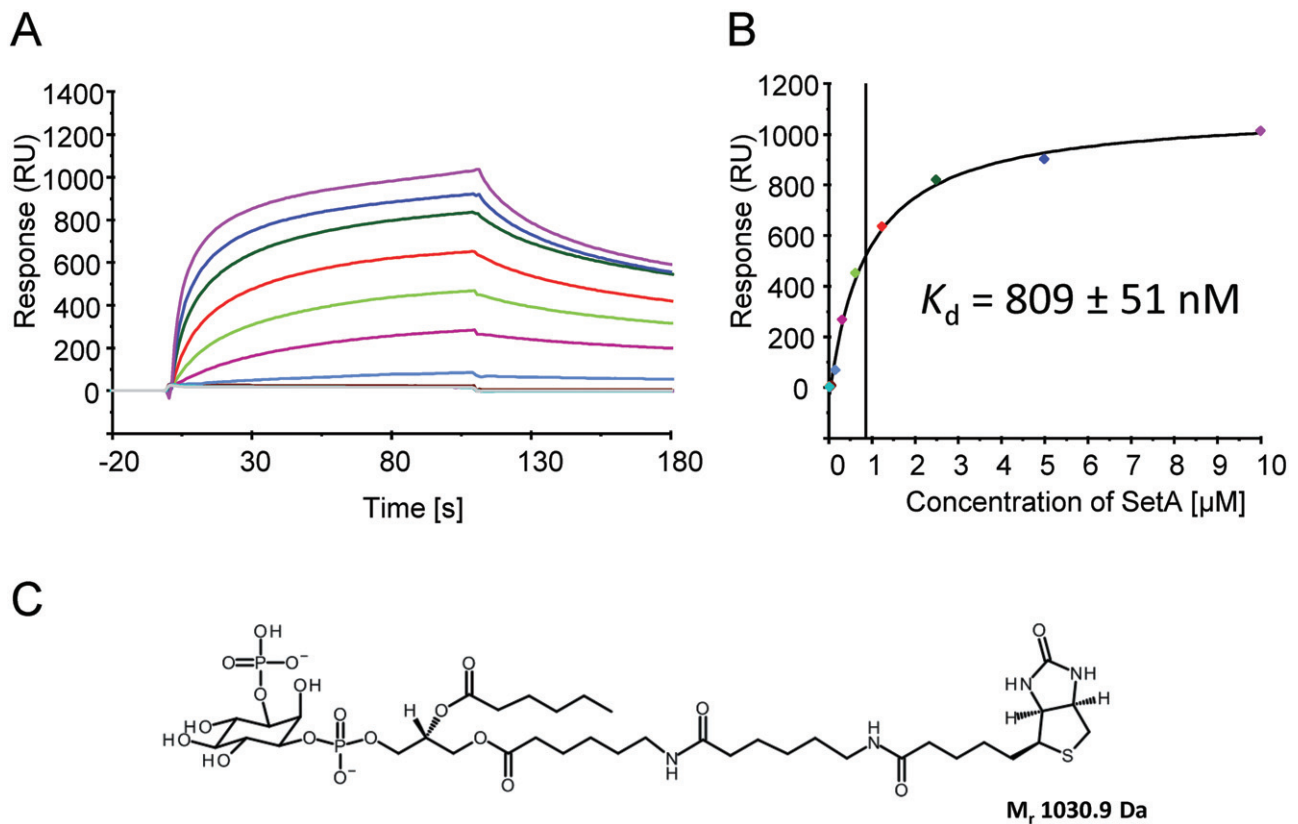 A
Response (RU)
1400
1200
1000
800
600
400
200
0
-20
30
80
130
180
Time [s]
B
Response (RU)
1200
1000
800
600
400
200
0
0
1
2
3
4
5
6
7
8
9
10
Concentration of SetA [µM]
Kd = 809 ± 51 nM
C
OH
O=P-O⁻
O
OH
HO
HO
OH
O
P
O
O⁻
O
H
O
O
O
O
O
N
H
O
H
N
O
O
HN
NH
H
H
S
Mr 1030.9 Da